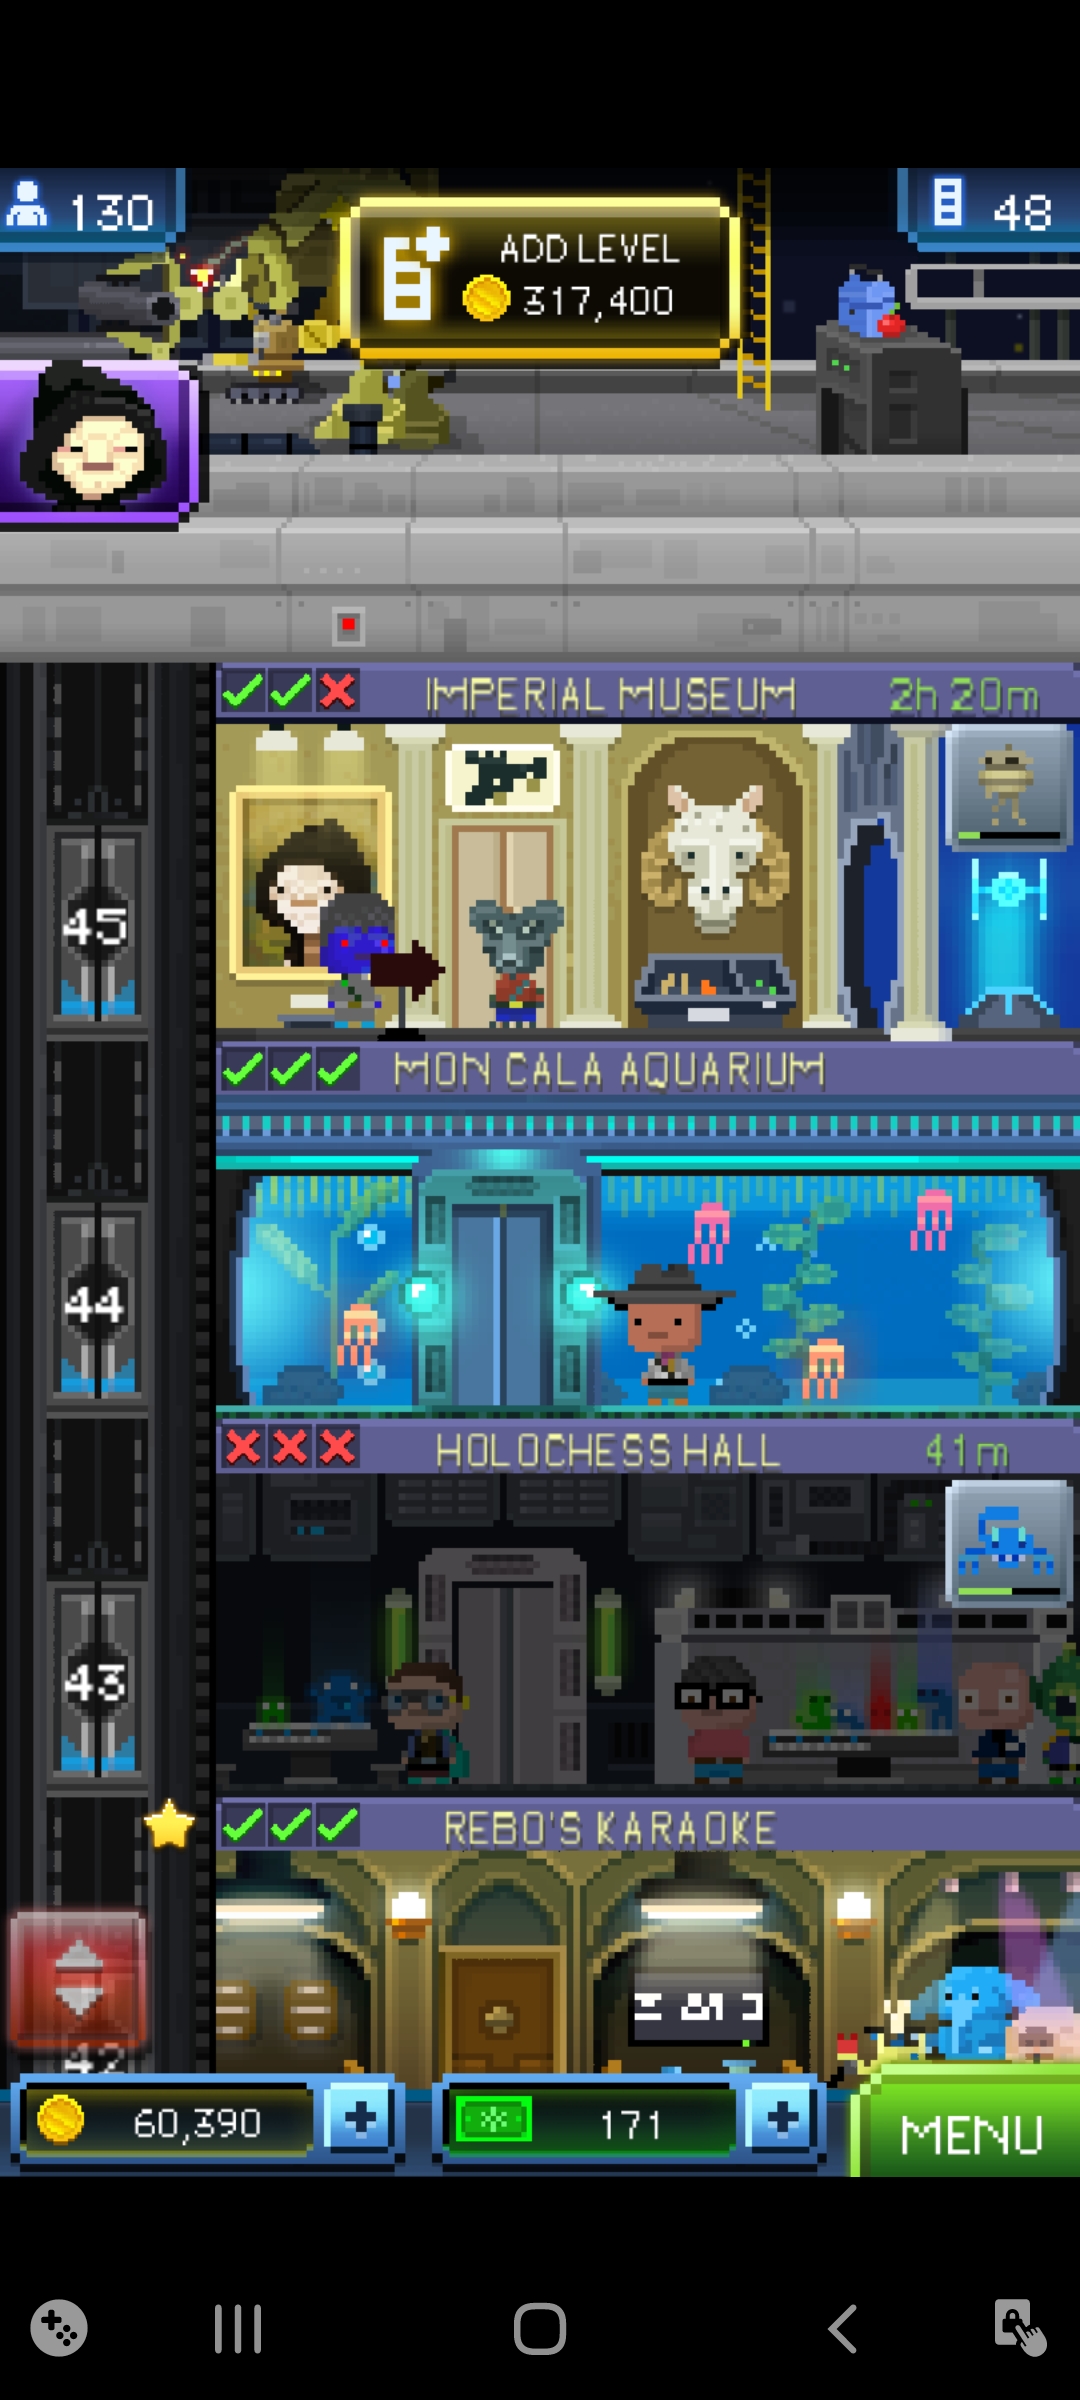 130
ADD LEVEL
317,400
48
IMPERIAL MUSEUM
2h 20m
45
MON CALA AQUARIUM
44
HOLOCHESS HALL
41m
43
REBO'S KARAOKE
42
60,390
171
MENU